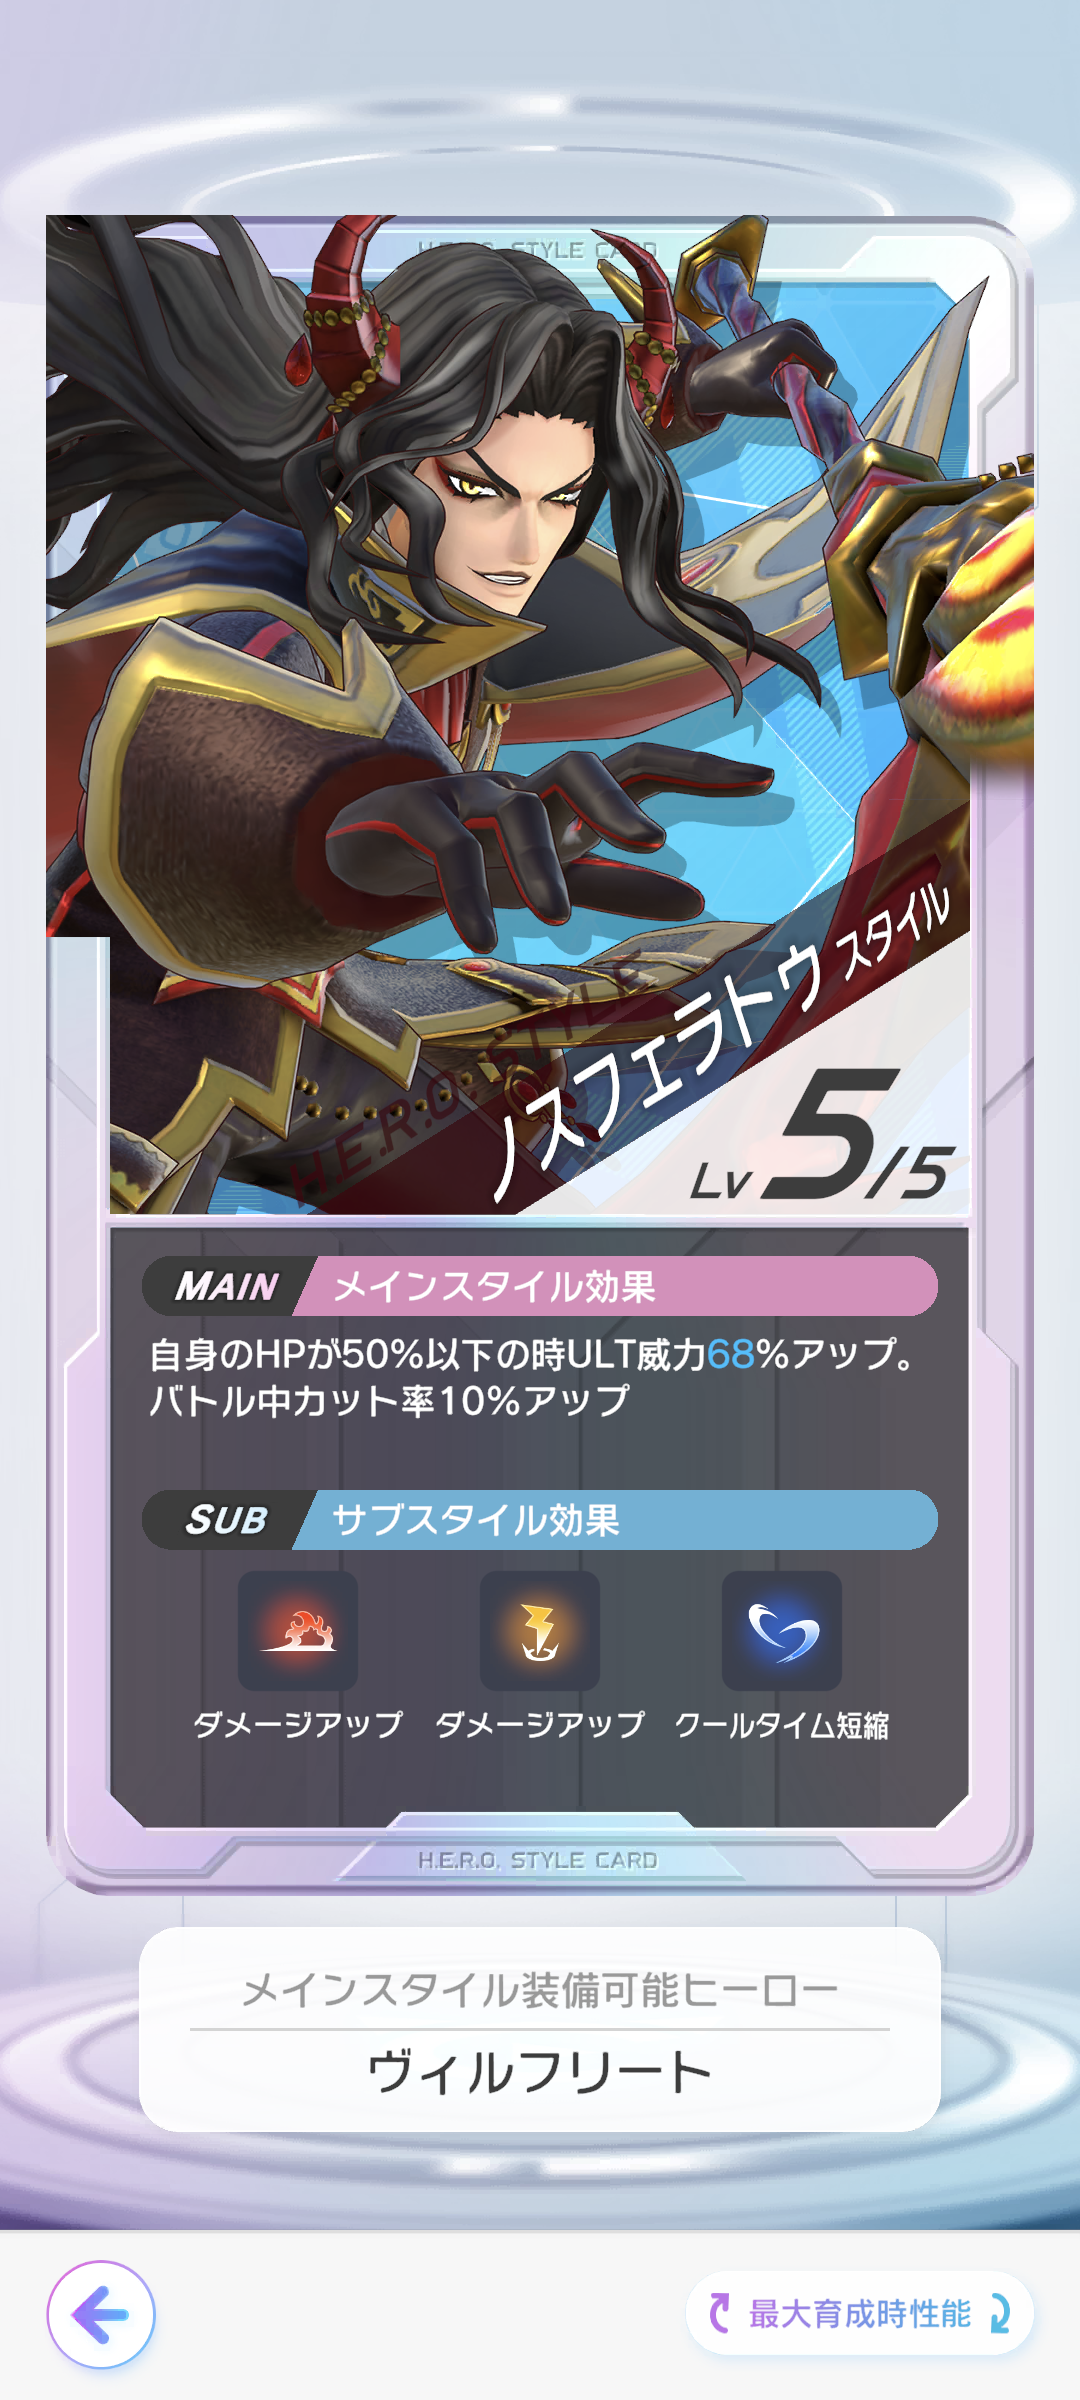 H.E.R.O. STYLE CARD
ノスフェラトゥ スタイル
H.E.R.O. STYLE
Lv 5/5
MAIN メインスタイル効果
自身のHPが50%以下の時ULT威力68%アップ。
バトル中カット率10%アップ
SUB サブスタイル効果
ダメージアップ ダメージアップ クールタイム短縮
H.E.R.O. STYLE CARD
メインスタイル装備可能ヒーロー
ヴィルフリート
最大育成時性能